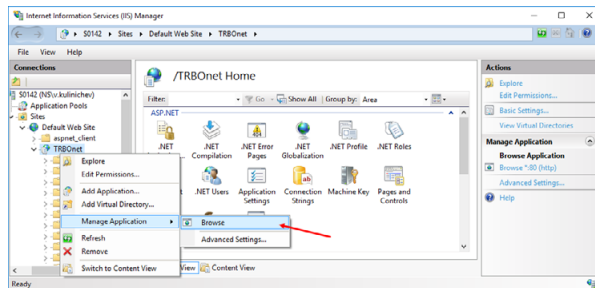 Internet Information Services (IIS) Manager
S0142 ▸ Sites ▸ Default Web Site ▸ TRBOnet ▸
File View Help
Connections
S0142 (NS\v.kulinichev)
Application Pools
Sites
Default Web Site
aspnet_client
TRBOnet
Explore
Edit Permissions...
Add Application...
Add Virtual Directory...
Manage Application
Refresh
Remove
Switch to Content View
Browse
Advanced Settings...
/TRBOnet Home
Filter: Go Show All Group by: Area
ASP.NET
.NET Compilation
.NET Error Pages
.NET Globalization
.NET Profile
.NET Roles
.NET Users
Application Settings
Connection Strings
Machine Key
Pages and Controls
View Content View
Actions
Explore
Edit Permissions...
Basic Settings...
View Virtual Directories
Manage Application
Browse Application
Browse *:80 (http)
Advanced Settings...
Help
Ready